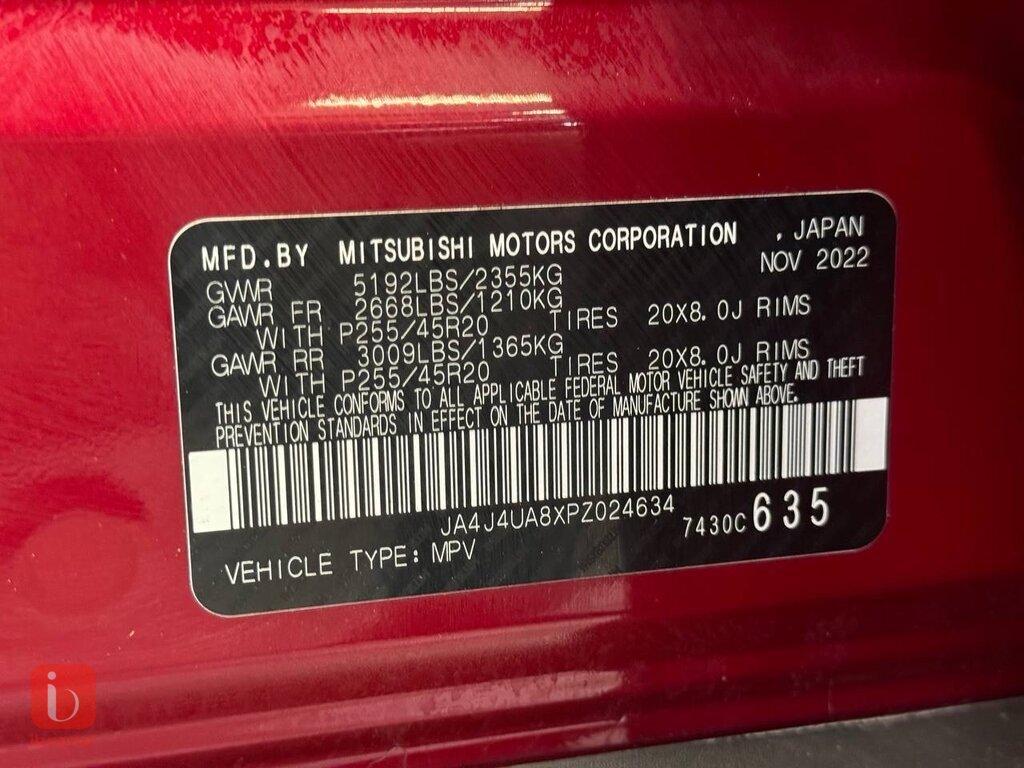 MFD.BY MITSUBISHI MOTORS CORPORATION , JAPAN
NOV 2022
GVWR 5192LBS/2355KG
GAWR FR 2668LBS/1210KG
WITH P255/45R20 TIRES 20X8.0J RIMS
GAWR RR 3009LBS/1365KG
WITH P255/45R20 TIRES 20X8.0J RIMS
THIS VEHICLE CONFORMS TO ALL APPLICABLE FEDERAL MOTOR VEHICLE SAFETY AND THEFT
PREVENTION STANDARDS IN EFFECT ON THE DATE OF MANUFACTURE SHOWN ABOVE.
JA4J4UA8XPZ024634
7430C 635
VEHICLE TYPE: MPV